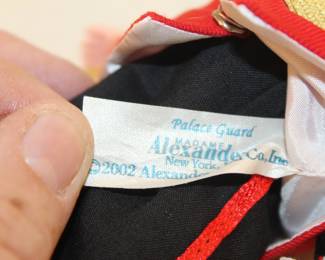 Palace Guard
MADAME
Alexander Co, Inc
New York,
©2002 Alexander